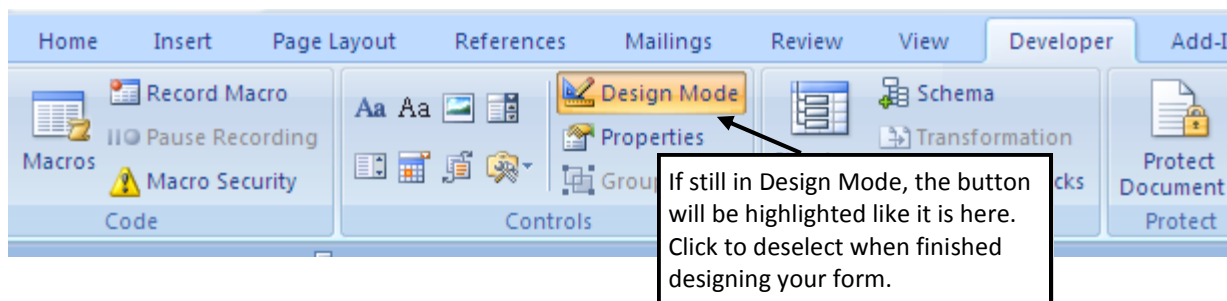 Home Insert Page Layout References Mailings Review View Developer Add-I
Record Macro
Pause Recording
Macro Security
Macros
Code
Aa Aa
Design Mode
Properties
Group
Controls
Schema
Transformation
cks
Protect
Document
Protect
If still in Design Mode, the button
will be highlighted like it is here.
Click to deselect when finished
designing your form.